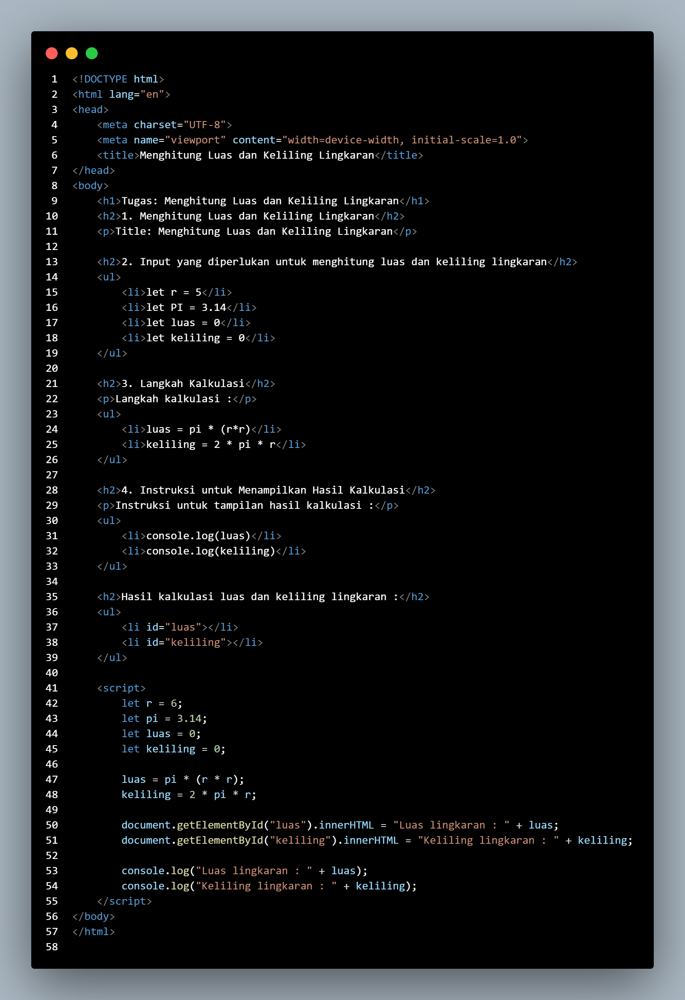 1 <!DOCTYPE html>
2 <html lang="en">
3 <head>
4     <meta charset="UTF-8">
5     <meta name="viewport" content="width=device-width, initial-scale=1.0">
6     <title>Menghitung Luas dan Keliling Lingkaran</title>
7 </head>
8 <body>
9     <h1>Tugas: Menghitung Luas dan Keliling Lingkaran</h1>
10     <h2>1. Menghitung Luas dan Keliling Lingkaran</h2>
11     <p>Title: Menghitung Luas dan Keliling Lingkaran</p>
12
13     <h2>2. Input yang diperlukan untuk menghitung luas dan keliling lingkaran</h2>
14     <ul>
15         <li>let r = 5</li>
16         <li>let PI = 3.14</li>
17         <li>let luas = 0</li>
18         <li>let keliling = 0</li>
19     </ul>
20
21     <h2>3. Langkah Kalkulasi</h2>
22     <p>Langkah kalkulasi :</p>
23     <ul>
24         <li>luas = pi * (r*r)</li>
25         <li>keliling = 2 * pi * r</li>
26     </ul>
27
28     <h2>4. Instruksi untuk Menampilkan Hasil Kalkulasi</h2>
29     <p>Instruksi untuk tampilan hasil kalkulasi :</p>
30     <ul>
31         <li>console.log(luas)</li>
32         <li>console.log(keliling)</li>
33     </ul>
34
35     <h2>Hasil kalkulasi luas dan keliling lingkaran :</h2>
36     <ul>
37         <li id="luas"></li>
38         <li id="keliling"></li>
39     </ul>
40
41     <script>
42         let r = 6;
43         let pi = 3.14;
44         let luas = 0;
45         let keliling = 0;
46
47         luas = pi * (r * r);
48         keliling = 2 * pi * r;
49
50         document.getElementById("luas").innerHTML = "Luas lingkaran : " + luas;
51         document.getElementById("keliling").innerHTML = "Keliling lingkaran : " + keliling;
52
53         console.log("Luas lingkaran : " + luas);
54         console.log("Keliling lingkaran : " + keliling);
55     </script>
56 </body>
57 </html>
58